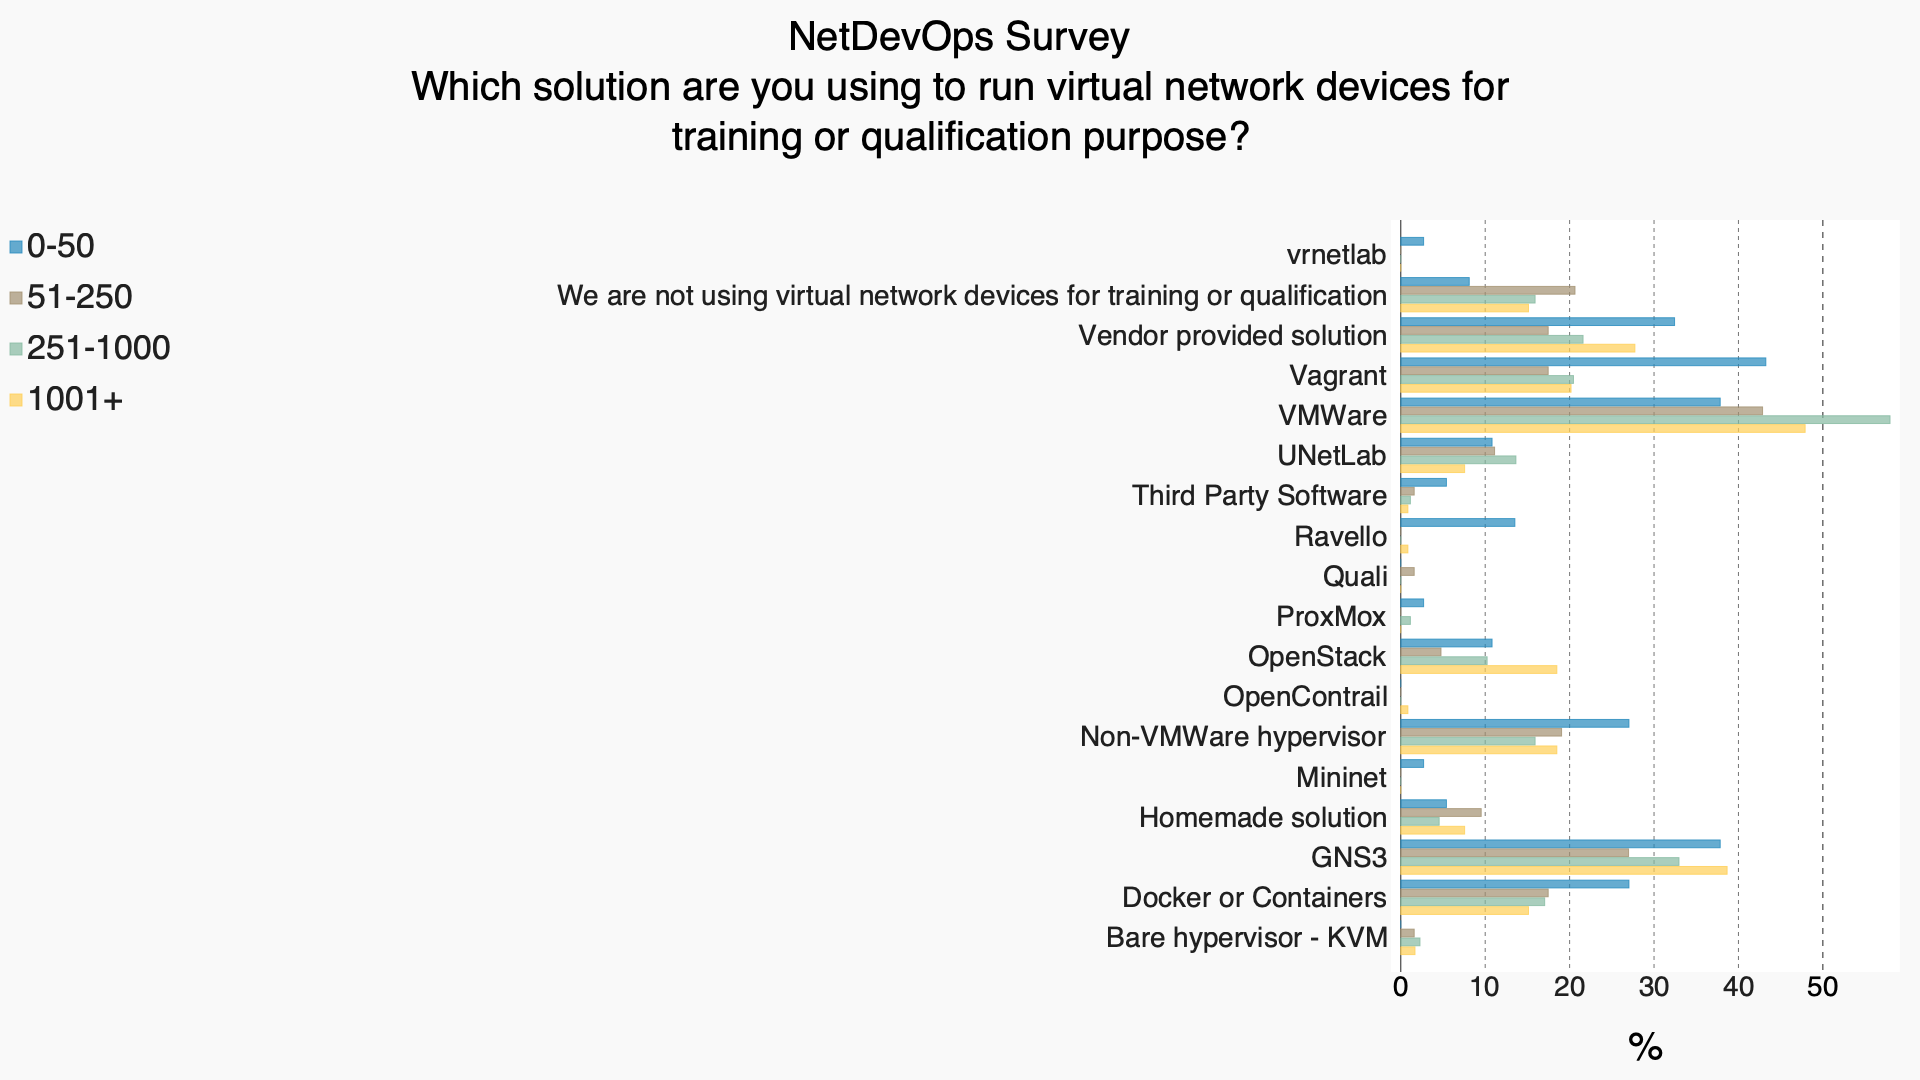 NetDevOps Survey
Which solution are you using to run virtual network devices for
training or qualification purpose?
0-50
51-250
251-1000
1001+
vrnetlab
We are not using virtual network devices for training or qualification
Vendor provided solution
Vagrant
VMWare
UNetLab
Third Party Software
Ravello
Quali
ProxMox
OpenStack
OpenContrail
Non-VMWare hypervisor
Mininet
Homemade solution
GNS3
Docker or Containers
Bare hypervisor - KVM
0 10 20 30 40 50
%